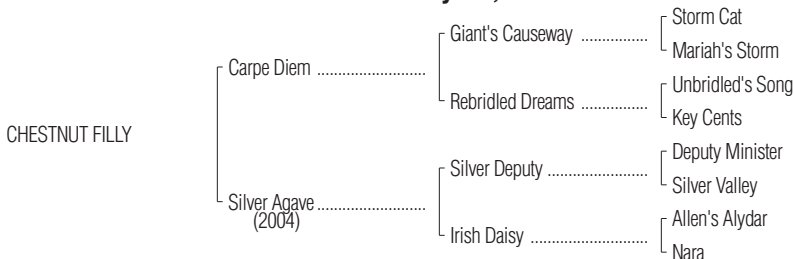 Storm Cat
Giant's Causeway ................
Mariah's Storm
Carpe Diem ..........................
Unbridled's Song
Rebridled Dreams ................
Key Cents
CHESTNUT FILLY
Deputy Minister
Silver Deputy ........................
Silver Valley
Silver Agave ..........................
(2004)
Allen's Alydar
Irish Daisy ............................
Nara